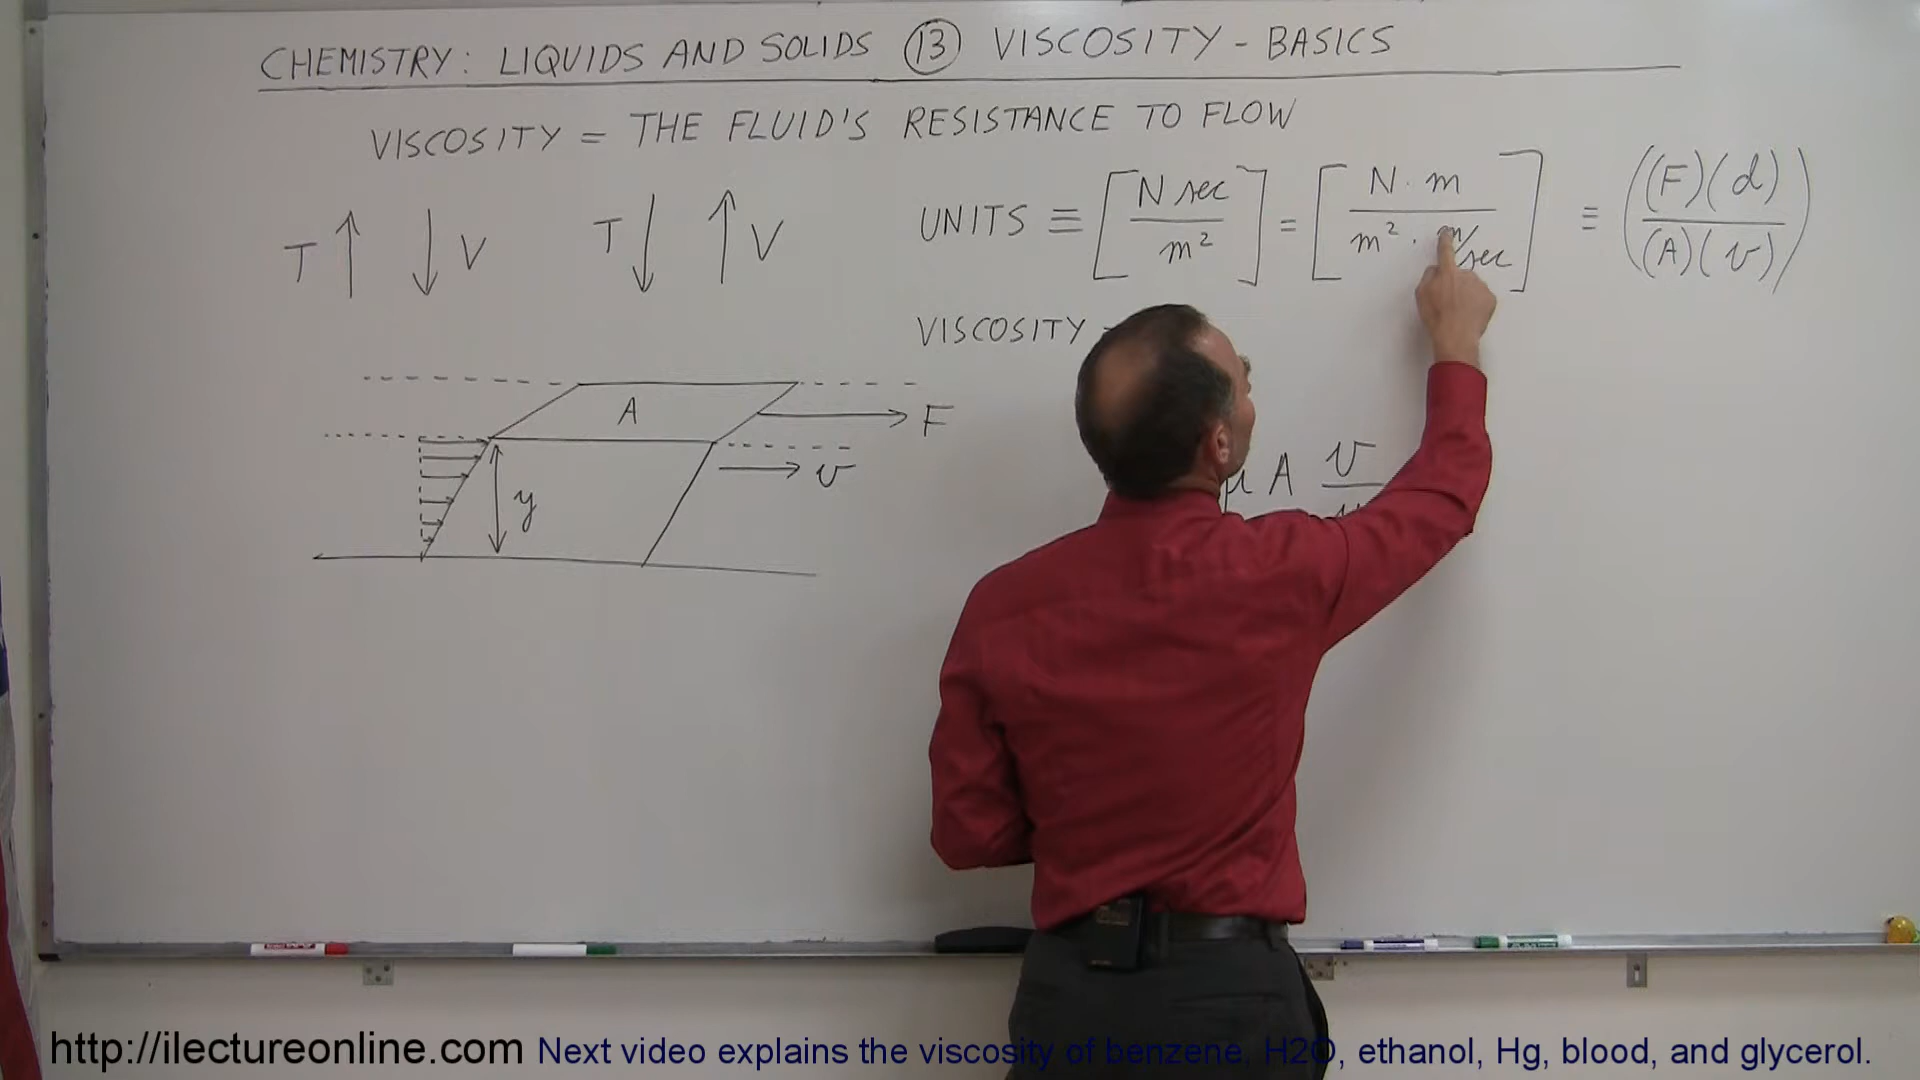 CHEMISTRY: LIQUIDS AND SOLIDS 13 VISCOSITY - BASICS
VISCOSITY = THE FLUID'S RESISTANCE TO FLOW
T ↑ ↓ V T ↓ ↑ V
UNITS ≡ [N sec / m²] = [N · m / m² · m/sec] ≡ ((F)(d) / (A)(v))
VISCOSITY
A
F
v
y
μ A v
http://ilectureonline.com Next video explains the viscosity of benzene, H2O, ethanol, Hg, blood, and glycerol.